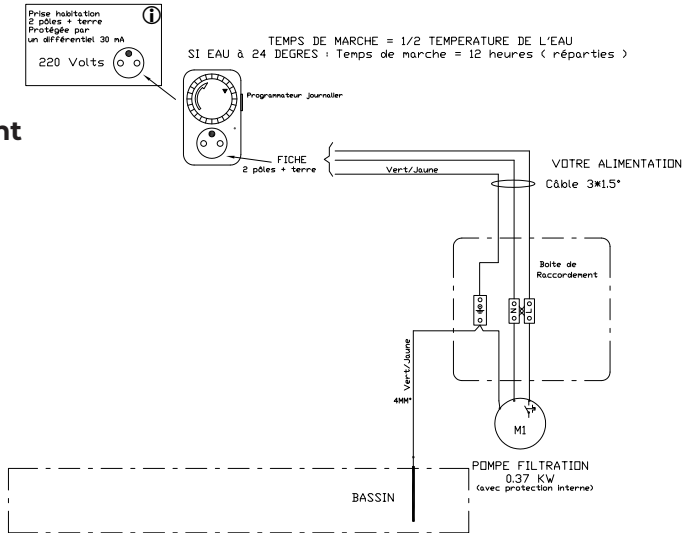 Prise habitation
2 pôles + terre
Protégée par
un différentiel 30 mA
220 Volts
i
TEMPS DE MARCHE = 1/2 TEMPERATURE DE L'EAU
SI EAU à 24 DEGRES : Temps de marche = 12 heures ( réparties )
Programmateur journalier
nt
FICHE
2 pôles + terre
Vert/Jaune
VOTRE ALIMENTATION
Câble 3*1.5°
Boite de
Raccordement
N
L
Vert/Jaune
4MM°
M1
POMPE FILTRATION
0.37 KW
(avec protection interne)
BASSIN